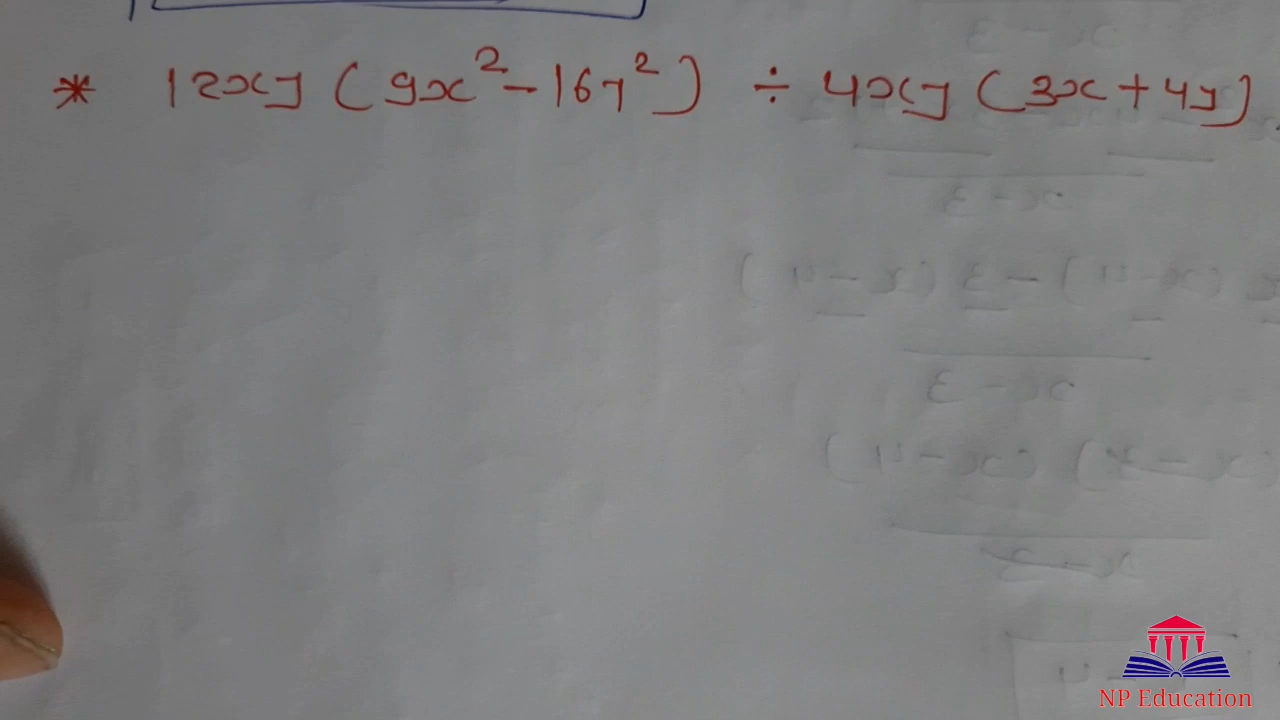 * 12xy (9x² - 16y²) ÷ 4xy (3x + 4y)
NP Education